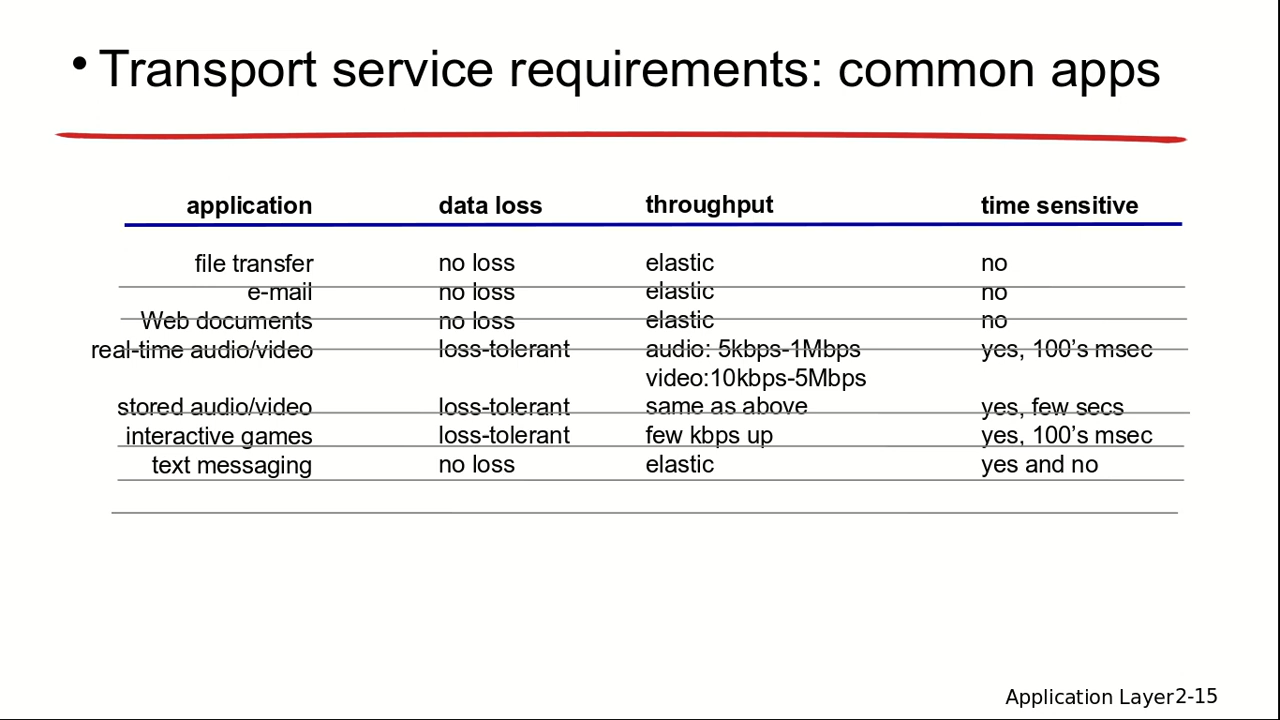 • Transport service requirements: common apps
application data loss throughput time sensitive
file transfer no loss elastic no
e-mail no loss elastic no
Web documents no loss elastic no
real-time audio/video loss-tolerant audio: 5kbps-1Mbps yes, 100’s msec
video:10kbps-5Mbps
stored audio/video loss-tolerant same as above yes, few secs
interactive games loss-tolerant few kbps up yes, 100’s msec
text messaging no loss elastic yes and no
Application Layer 2-15